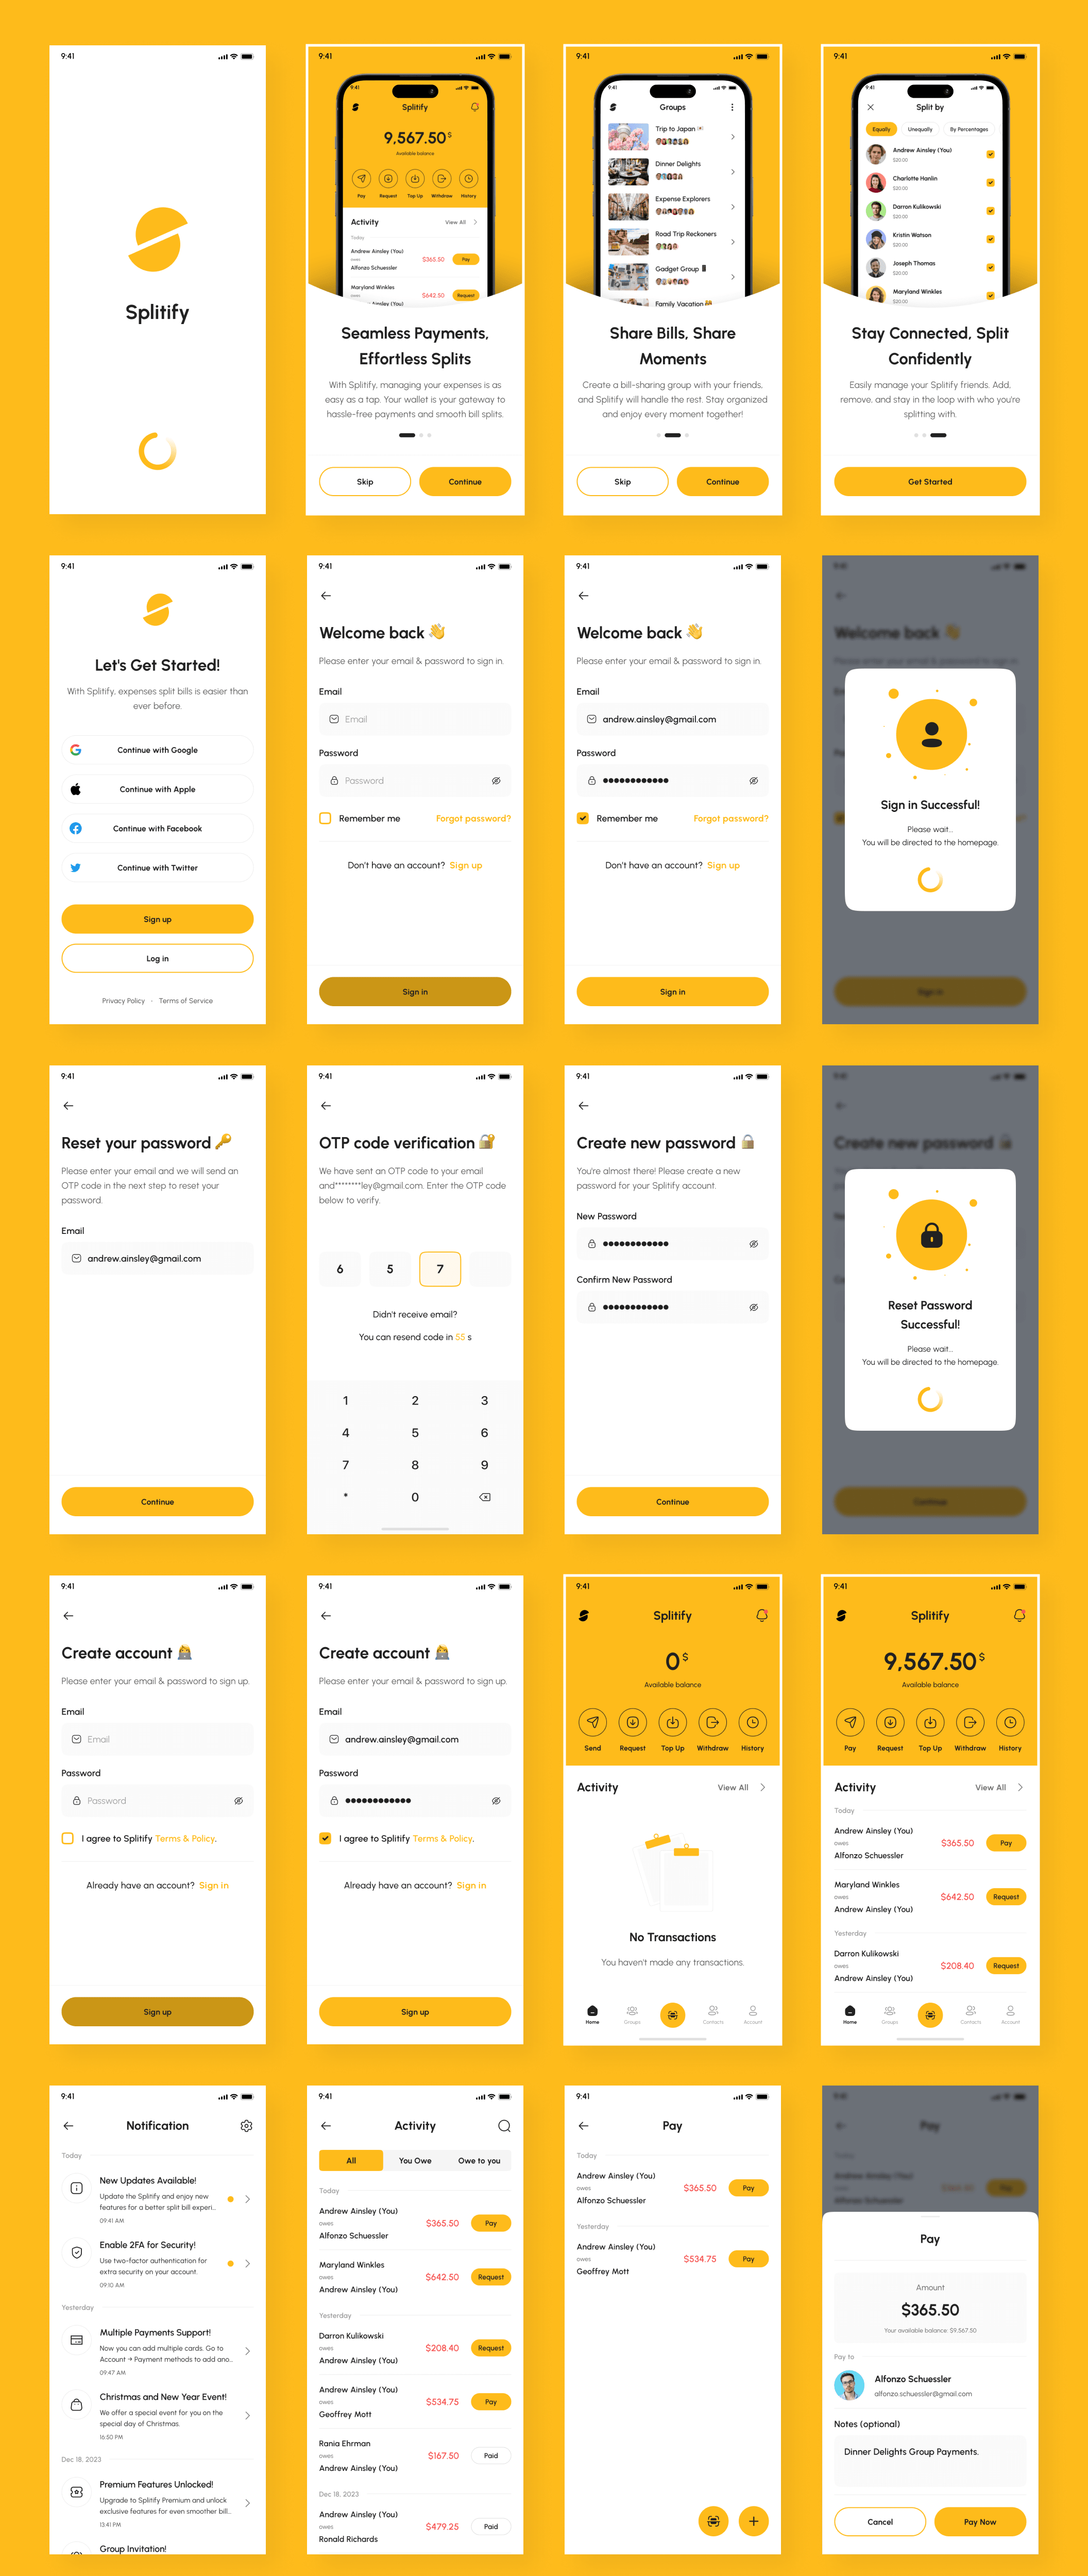 9:41
Splitify
9:41
9:41
Splitify
9,567.50$
Available balance
Pay Request Top Up Withdraw History
Activity View All
Today
Andrew Ainsley (You)
owes
Alfonzo Schuessler
$365.50 Pay
Maryland Winkles
owes
Andrew Ainsley (You)
$642.50 Request
Seamless Payments,
Effortless Splits
With Splitify, managing your expenses is as
easy as a tap. Your wallet is your gateway to
hassle-free payments and smooth bill splits.
Skip Continue
9:41
9:41
Groups
Trip to Japan
Dinner Delights
Expense Explorers
Road Trip Reckoners
Gadget Group
Family Vacation
Share Bills, Share
Moments
Create a bill-sharing group with your friends,
and Splitify will handle the rest. Stay organized
and enjoy every moment together!
Skip Continue
9:41
9:41
Split by
Equally Unequally By Percentages
Andrew Ainsley (You)
$20.00
Charlotte Hanlin
$20.00
Darron Kulikowski
$20.00
Kristin Watson
$20.00
Joseph Thomas
$20.00
Maryland Winkles
$20.00
Stay Connected, Split
Confidently
Easily manage your Splitify friends. Add,
remove, and stay in the loop with who you're
splitting with.
Get Started
9:41
Let's Get Started!
With Splitify, expenses split bills is easier than
ever before.
Continue with Google
Continue with Apple
Continue with Facebook
Continue with Twitter
Sign up
Log in
Privacy Policy · Terms of Service
9:41
Welcome back
Please enter your email & password to sign in.
Email
Email
Password
Password
Remember me Forgot password?
Don't have an account? Sign up
Sign in
9:41
Welcome back
Please enter your email & password to sign in.
Email
andrew.ainsley@gmail.com
Password
●●●●●●●●●●●●
Remember me Forgot password?
Don't have an account? Sign up
Sign in
9:41
Welcome back
Sign in Successful!
Please wait...
You will be directed to the homepage.
Sign in
9:41
Reset your password
Please enter your email and we will send an
OTP code in the next step to reset your
password.
Email
andrew.ainsley@gmail.com
Continue
9:41
OTP code verification
We have sent an OTP code to your email
and********ley@gmail.com. Enter the OTP code
below to verify.
6 5 7
Didn't receive email?
You can resend code in 55 s
1 2 3
4 5 6
7 8 9
* 0
9:41
Create new password
You're almost there! Please create a new
password for your Splitify account.
New Password
●●●●●●●●●●●●
Confirm New Password
●●●●●●●●●●●●
Continue
9:41
Create new password
Reset Password
Successful!
Please wait...
You will be directed to the homepage.
Continue
9:41
Create account
Please enter your email & password to sign up.
Email
Email
Password
Password
I agree to Splitify Terms & Policy.
Already have an account? Sign in
Sign up
9:41
Create account
Please enter your email & password to sign up.
Email
andrew.ainsley@gmail.com
Password
●●●●●●●●●●●●
I agree to Splitify Terms & Policy.
Already have an account? Sign in
Sign up
9:41
Splitify
0$
Available balance
Send Request Top Up Withdraw History
Activity View All
No Transactions
You haven't made any transactions.
Home Groups Contacts Account
9:41
Splitify
9,567.50$
Available balance
Pay Request Top Up Withdraw History
Activity View All
Today
Andrew Ainsley (You)
owes
Alfonzo Schuessler
$365.50 Pay
Maryland Winkles
owes
Andrew Ainsley (You)
$642.50 Request
Yesterday
Darron Kulikowski
owes
Andrew Ainsley (You)
$208.40 Request
Home Groups Contacts Account
9:41
Notification
Today
New Updates Available!
Update the Splitify and enjoy new
features for a better split bill experi...
09:41 AM
Enable 2FA for Security!
Use two-factor authentication for
extra security on your account.
09:10 AM
Yesterday
Multiple Payments Support!
Now you can add multiple cards. Go to
Account → Payment methods to add ano...
09:47 AM
Christmas and New Year Event!
We offer a special event for you on the
special day of Christmas.
16:50 PM
Dec 18, 2023
Premium Features Unlocked!
Upgrade to Splitify Premium and unlock
exclusive features for even smoother bill...
13:41 PM
Group Invitation!
9:41
Activity
All You Owe Owe to you
Today
Andrew Ainsley (You)
owes
Alfonzo Schuessler
$365.50 Pay
Maryland Winkles
owes
Andrew Ainsley (You)
$642.50 Request
Yesterday
Darron Kulikowski
owes
Andrew Ainsley (You)
$208.40 Request
Andrew Ainsley (You)
owes
Geoffrey Mott
$534.75 Pay
Rania Ehrman
owes
Andrew Ainsley (You)
$167.50 Paid
Dec 18, 2023
Andrew Ainsley (You)
owes
Ronald Richards
$479.25 Paid
9:41
Pay
Today
Andrew Ainsley (You)
owes
Alfonzo Schuessler
$365.50 Pay
Yesterday
Andrew Ainsley (You)
owes
Geoffrey Mott
$534.75 Pay
Pay
Pay
Amount
$365.50
Your available balance: $9,567.50
Pay to
Alfonzo Schuessler
alfonzo.schuessler@gmail.com
Notes (optional)
Dinner Delights Group Payments.
Cancel Pay Now